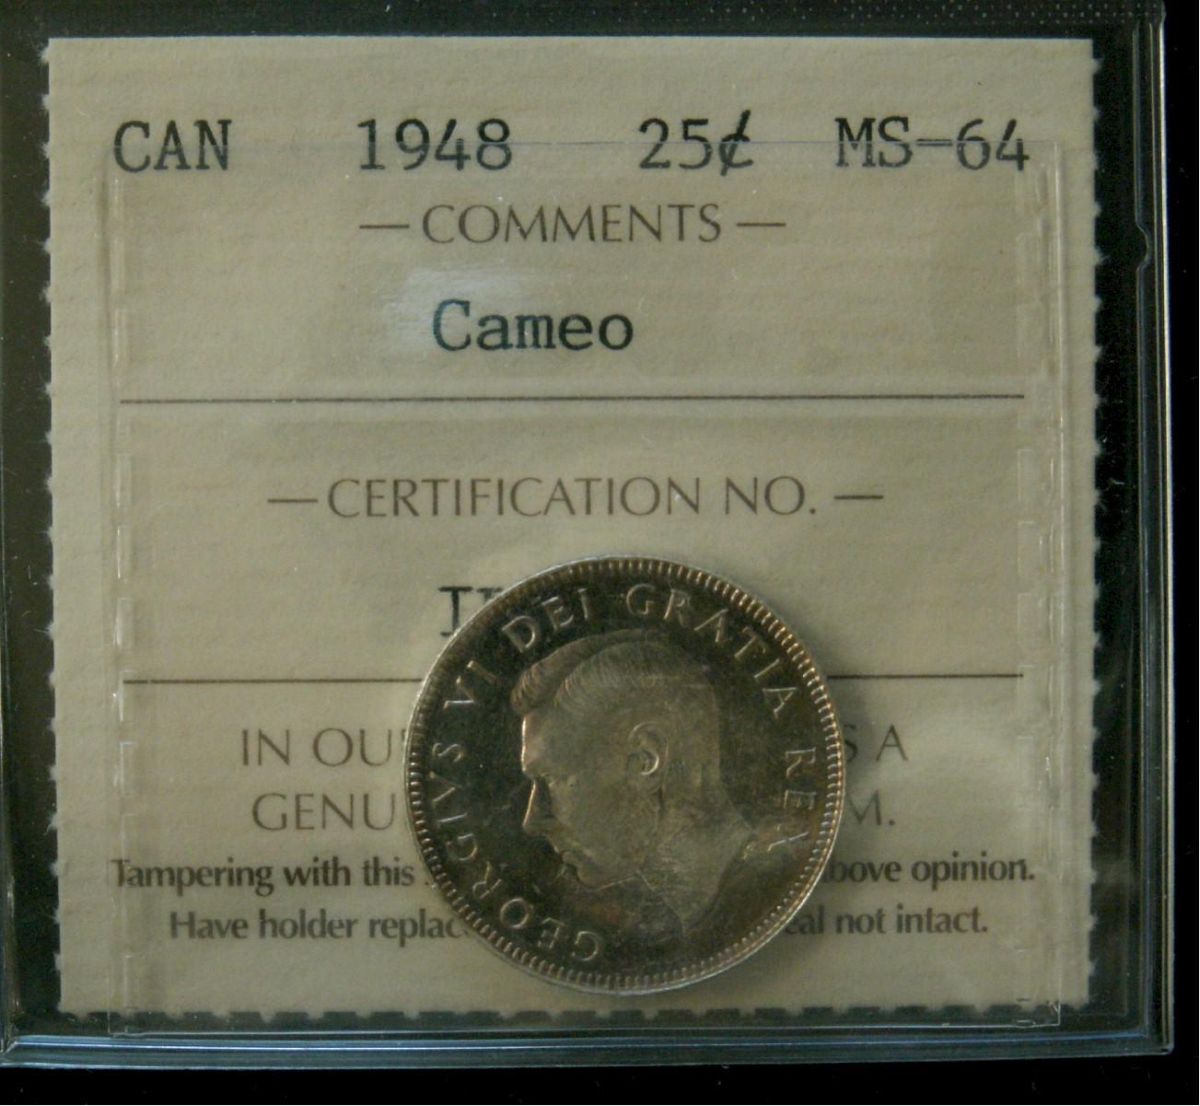 CAN 1948 25¢ MS-64
— COMMENTS —
Cameo
— CERTIFICATION NO. —
IN OU S A
GENU M.
Tampering with this bove opinion.
Have holder replac eal not intact.
GEORGIVS VI DEI GRATIA REX